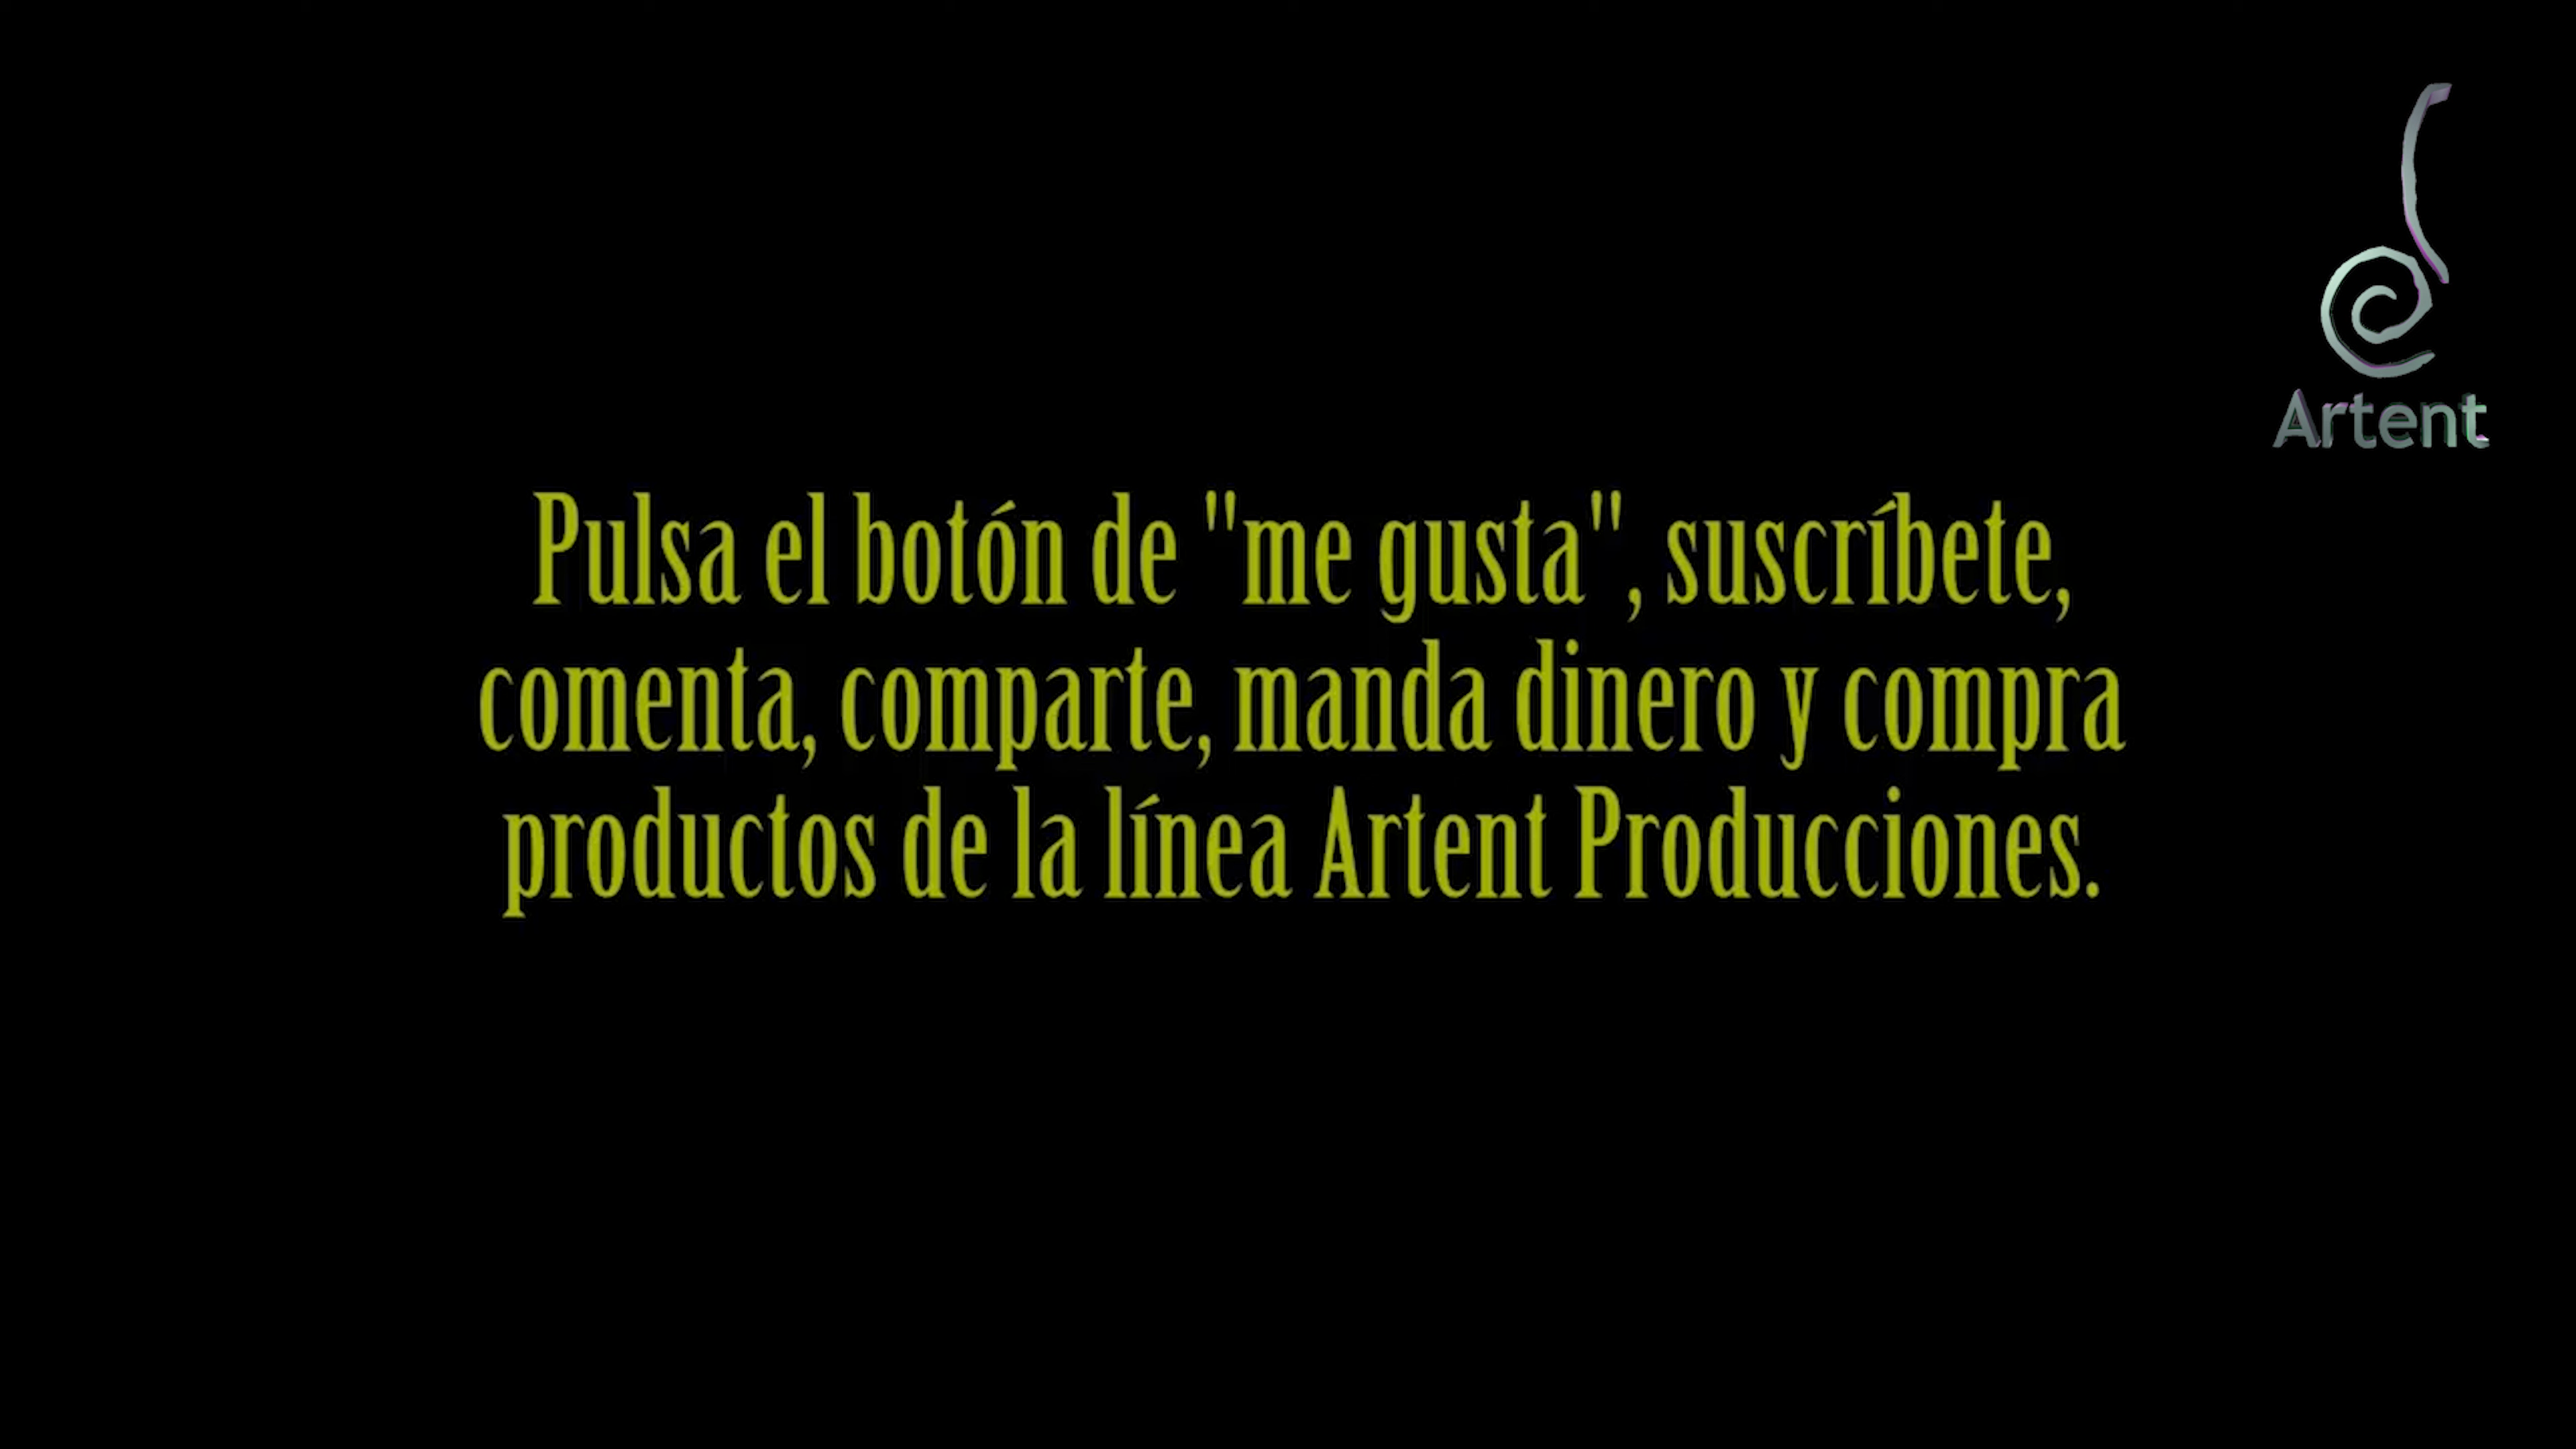 Artent
Pulsa el botón de "me gusta", suscríbete,
comenta, comparte, manda dinero y compra
productos de la línea Artent Producciones.